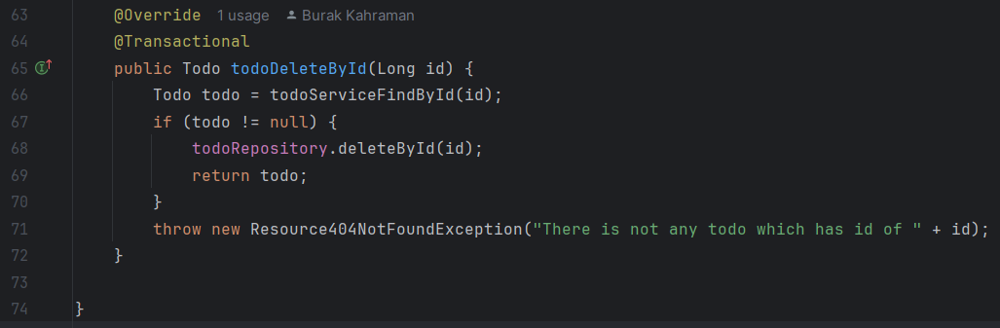 63 @Override 1 usage Burak Kahraman
64 @Transactional
65 public Todo todoDeleteById(Long id) {
66 Todo todo = todoServiceFindById(id);
67 if (todo != null) {
68 todoRepository.deleteById(id);
69 return todo;
70 }
71 throw new Resource404NotFoundException("There is not any todo which has id of " + id);
72 }
73
74 }